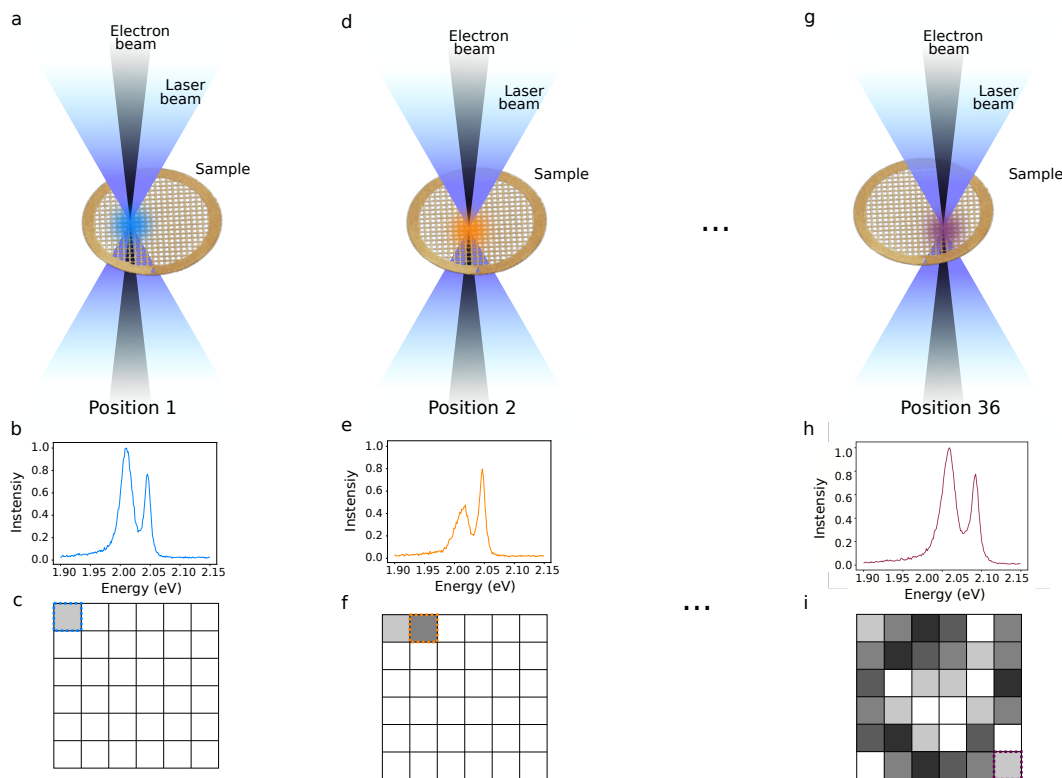 a
Electron
beam
Laser
beam
Sample
Position 1
d
Electron
beam
Laser
beam
Sample
Position 2
...
g
Electron
beam
Laser
beam
Sample
Position 36
b
1.0
0.8
0.6
0.4
0.2
0.0
Instensiy
1.90 1.95 2.00 2.05 2.10 2.15
Energy (eV)
e
1.0
0.8
0.6
0.4
0.2
0.0
Instensiy
1.90 1.95 2.00 2.05 2.10 2.15
Energy (eV)
h
1.0
0.8
0.6
0.4
0.2
0.0
Instensiy
1.90 1.95 2.00 2.05 2.10 2.15
Energy (eV)
c
f
...
i